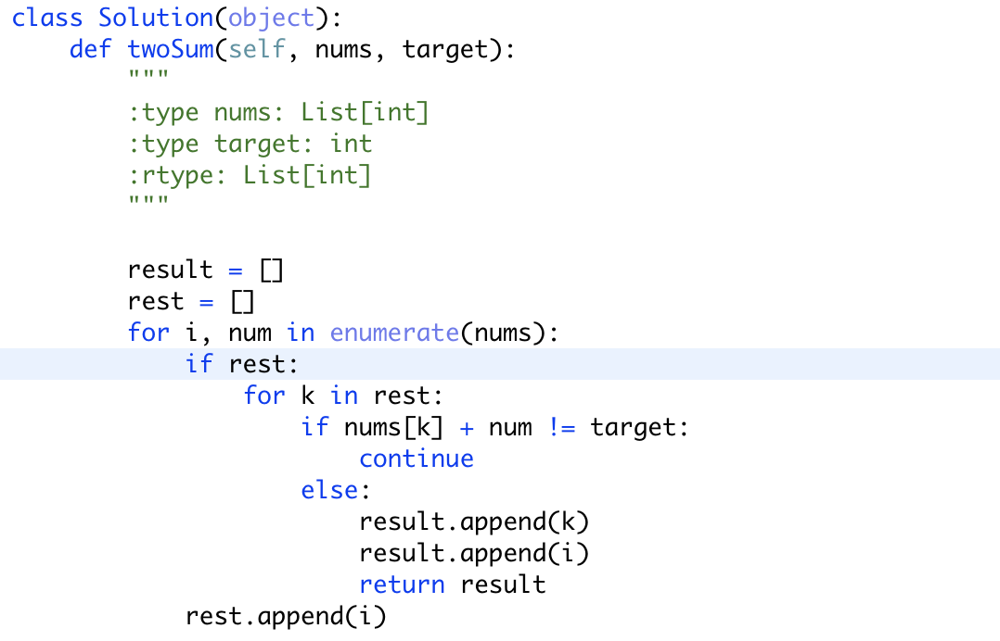 class Solution(object):
    def twoSum(self, nums, target):
        """
        :type nums: List[int]
        :type target: int
        :rtype: List[int]
        """

        result = []
        rest = []
        for i, num in enumerate(nums):
            if rest:
                for k in rest:
                    if nums[k] + num != target:
                        continue
                    else:
                        result.append(k)
                        result.append(i)
                        return result
            rest.append(i)